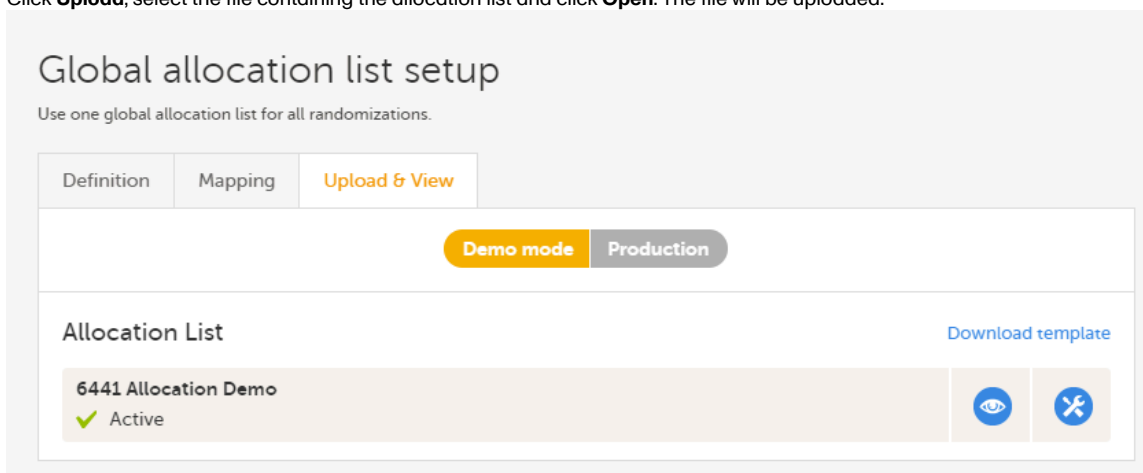 Click Upload, select the file containing the allocation list and click Open. The file will be uploaded.
Global allocation list setup
Use one global allocation list for all randomizations.
Definition Mapping Upload & View
Demo mode Production
Allocation List Download template
6441 Allocation Demo
Active